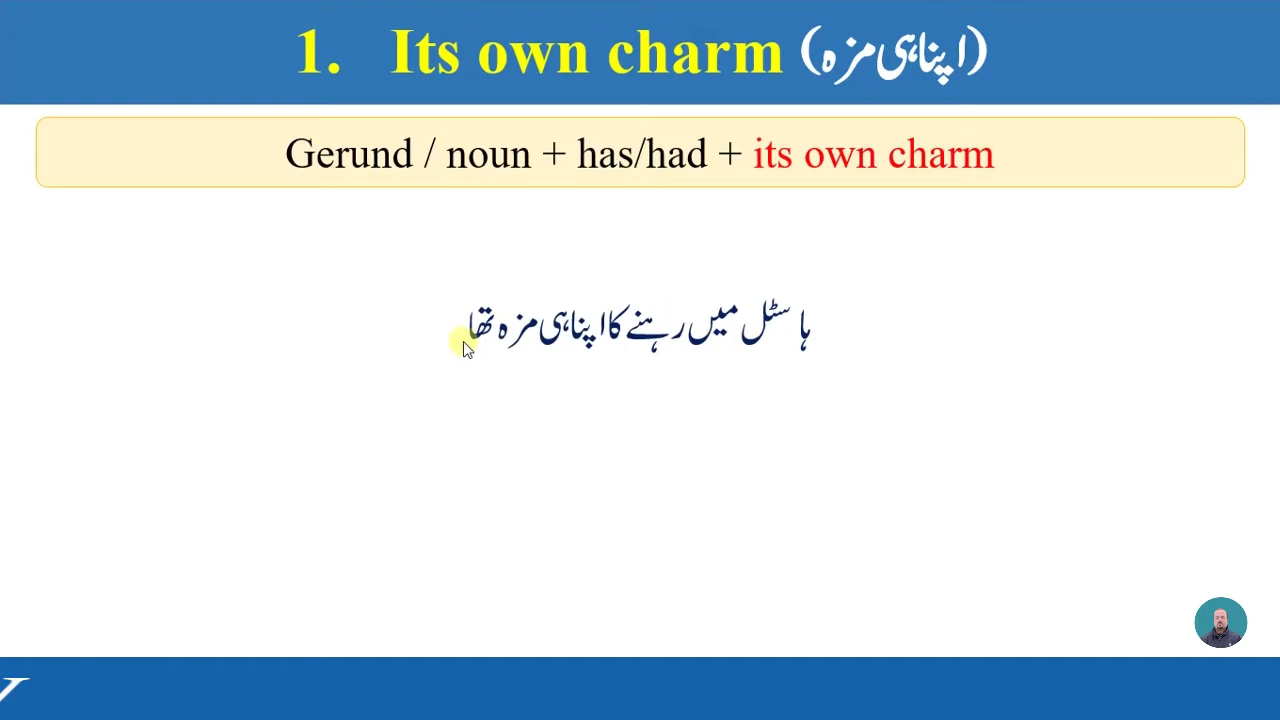 1. Its own charm (اپنا ہی مزہ)
Gerund / noun + has/had + its own charm
ہاسٹل میں رہنے کا اپنا ہی مزہ تھا